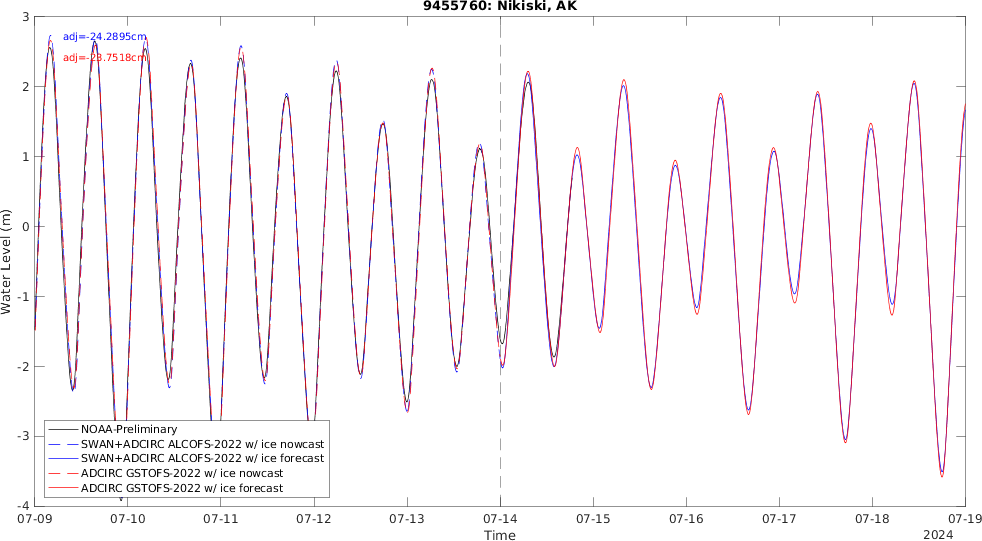 9455760: Nikiski, AK
3
adj=-24.2895cm
adj=-23.7518cm
2
1
0
-1
-2
-3
-4
Water Level (m)
NOAA-Preliminary
SWAN+ADCIRC ALCOFS-2022 w/ ice nowcast
SWAN+ADCIRC ALCOFS-2022 w/ ice forecast
ADCIRC GSTOFS-2022 w/ ice nowcast
ADCIRC GSTOFS-2022 w/ ice forecast
07-09 07-10 07-11 07-12 07-13 07-14 07-15 07-16 07-17 07-18 07-19
Time
2024